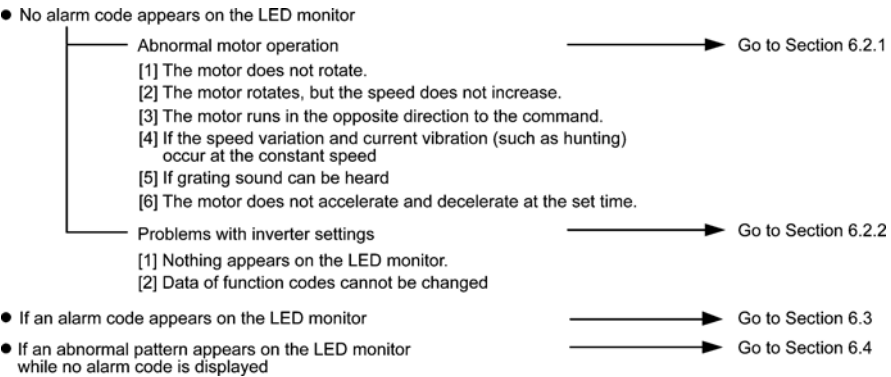 ● No alarm code appears on the LED monitor
Abnormal motor operation Go to Section 6.2.1
[1] The motor does not rotate.
[2] The motor rotates, but the speed does not increase.
[3] The motor runs in the opposite direction to the command.
[4] If the speed variation and current vibration (such as hunting)
occur at the constant speed
[5] If grating sound can be heard
[6] The motor does not accelerate and decelerate at the set time.
Problems with inverter settings Go to Section 6.2.2
[1] Nothing appears on the LED monitor.
[2] Data of function codes cannot be changed
● If an alarm code appears on the LED monitor Go to Section 6.3
● If an abnormal pattern appears on the LED monitor Go to Section 6.4
while no alarm code is displayed